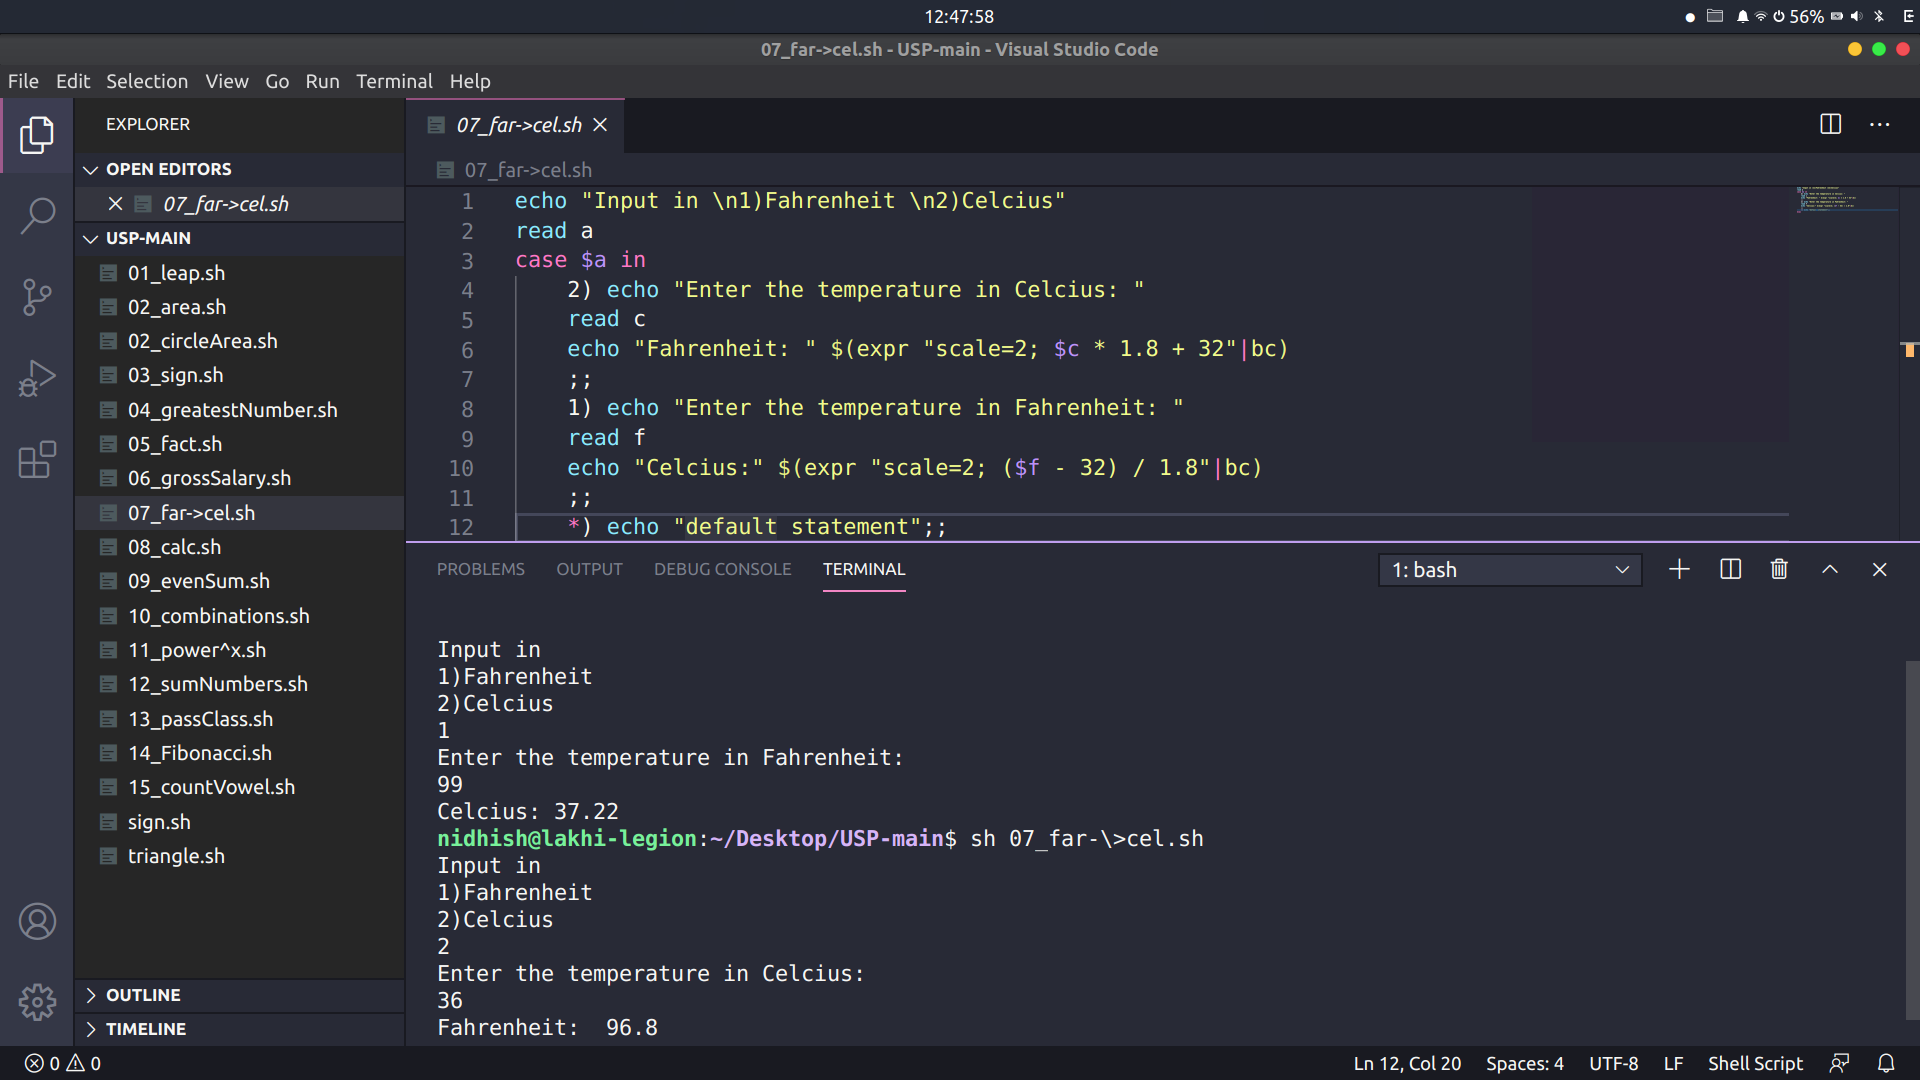 12:47:58
56%
07_far->cel.sh - USP-main - Visual Studio Code
File Edit Selection View Go Run Terminal Help
EXPLORER
OPEN EDITORS
07_far->cel.sh
USP-MAIN
01_leap.sh
02_area.sh
02_circleArea.sh
03_sign.sh
04_greatestNumber.sh
05_fact.sh
06_grossSalary.sh
07_far->cel.sh
08_calc.sh
09_evenSum.sh
10_combinations.sh
11_power^x.sh
12_sumNumbers.sh
13_passClass.sh
14_Fibonacci.sh
15_countVowel.sh
sign.sh
triangle.sh
OUTLINE
TIMELINE
07_far->cel.sh
07_far->cel.sh
1 echo "Input in \n1)Fahrenheit \n2)Celcius"
2 read a
3 case $a in
4 2) echo "Enter the temperature in Celcius: "
5 read c
6 echo "Fahrenheit: " $(expr "scale=2; $c * 1.8 + 32"|bc)
7 ;;
8 1) echo "Enter the temperature in Fahrenheit: "
9 read f
10 echo "Celcius:" $(expr "scale=2; ($f - 32) / 1.8"|bc)
11 ;;
12 *) echo "default statement";;
PROBLEMS OUTPUT DEBUG CONSOLE TERMINAL 1: bash
Input in
1)Fahrenheit
2)Celcius
1
Enter the temperature in Fahrenheit:
99
Celcius: 37.22
nidhish@lakhi-legion:~/Desktop/USP-main$ sh 07_far-\>cel.sh
Input in
1)Fahrenheit
2)Celcius
2
Enter the temperature in Celcius:
36
Fahrenheit:  96.8
0 0 Ln 12, Col 20 Spaces: 4 UTF-8 LF Shell Script